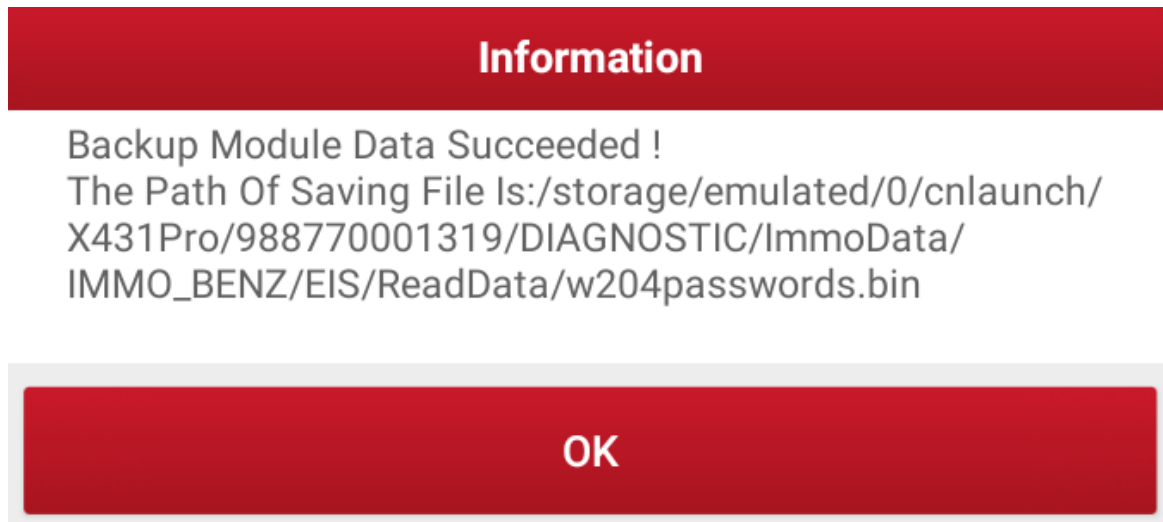 Information
Backup Module Data Succeeded !
The Path Of Saving File Is:/storage/emulated/0/cnlaunch/
X431Pro/988770001319/DIAGNOSTIC/ImmoData/
IMMO_BENZ/EIS/ReadData/w204passwords.bin
OK